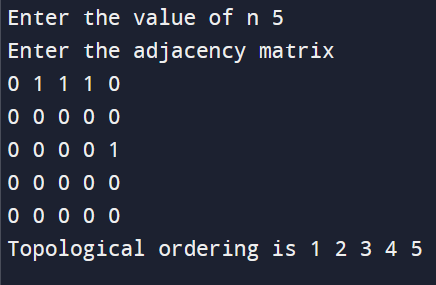 Enter the value of n 5
Enter the adjacency matrix
0 1 1 1 0
0 0 0 0 0
0 0 0 0 1
0 0 0 0 0
0 0 0 0 0
Topological ordering is 1 2 3 4 5